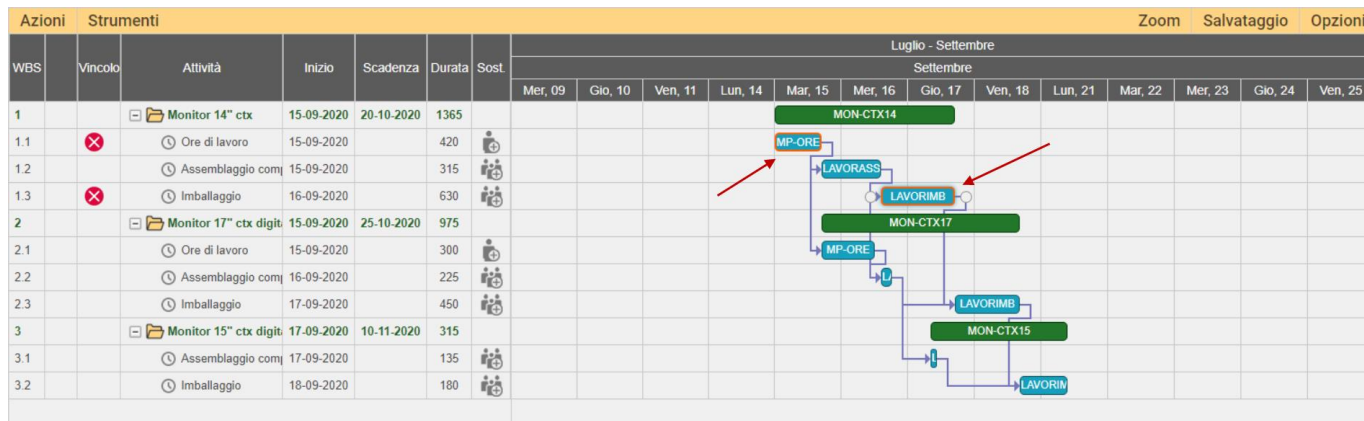 Azioni Strumenti Zoom Salvataggio Opzioni
Luglio - Settembre
WBS Vincolo Attività Inizio Scadenza Durata Sost. Settembre
Mer, 09 Gio, 10 Ven, 11 Lun, 14 Mar, 15 Mer, 16 Gio, 17 Ven, 18 Lun, 21 Mar, 22 Mer, 23 Gio, 24 Ven, 25
1 Monitor 14" ctx 15-09-2020 20-10-2020 1365 MON-CTX14
1.1 Ore di lavoro 15-09-2020 420 MP-ORE
1.2 Assemblaggio com 15-09-2020 315 LAVORASS
1.3 Imballaggio 16-09-2020 630 LAVORIMB
2 Monitor 17" ctx digit 15-09-2020 25-10-2020 975 MON-CTX17
2.1 Ore di lavoro 15-09-2020 300 MP-ORE
2.2 Assemblaggio com 16-09-2020 225
2.3 Imballaggio 17-09-2020 450 LAVORIMB
3 Monitor 15" ctx digit 17-09-2020 10-11-2020 315 MON-CTX15
3.1 Assemblaggio com 17-09-2020 135
3.2 Imballaggio 18-09-2020 180 LAVORIM